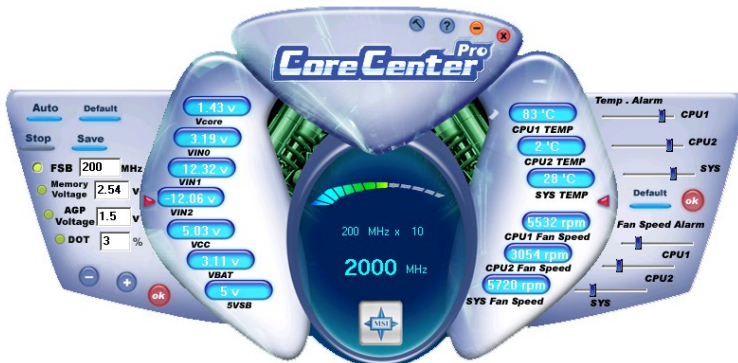 CoreCenter Pro
Auto Default
Stop Save
FSB 200 MHz
Memory Voltage 2.54 V
AGP Voltage 1.5 V
DOT 3 %
ok
1.43 v
Vcore
3.19 v
VIN0
12.32 v
VIN1
-12.06 v
VIN2
5.03 v
VCC
3.11 v
VBAT
5 v
5VSB
200 MHz x 10
2000 MHz
MSI
83 'C
CPU1 TEMP
2 'C
CPU2 TEMP
28 'C
SYS TEMP
5532 rpm
CPU1 Fan Speed
3054 rpm
CPU2 Fan Speed
5720 rpm
SYS Fan Speed
Temp . Alarm
CPU1
CPU2
SYS
Default
ok
Fan Speed Alarm
CPU1
CPU2
SYS